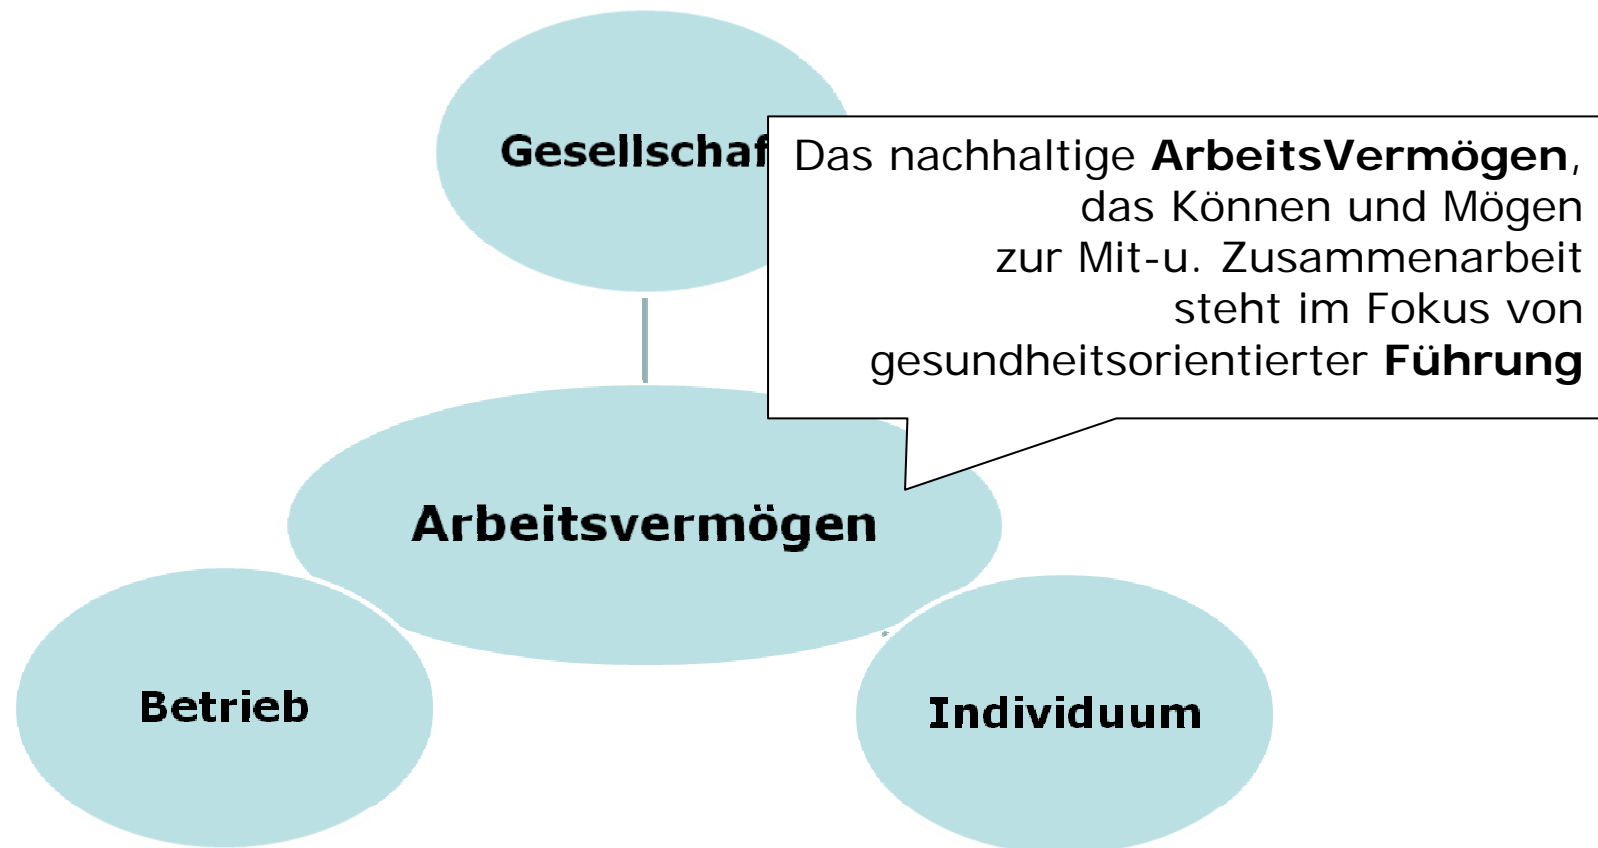 Gesellschaf
Das nachhaltige ArbeitsVermögen,
das Können und Mögen
zur Mit-u. Zusammenarbeit
steht im Fokus von
gesundheitsorientierter Führung
Arbeitsvermögen
Betrieb
Individuum